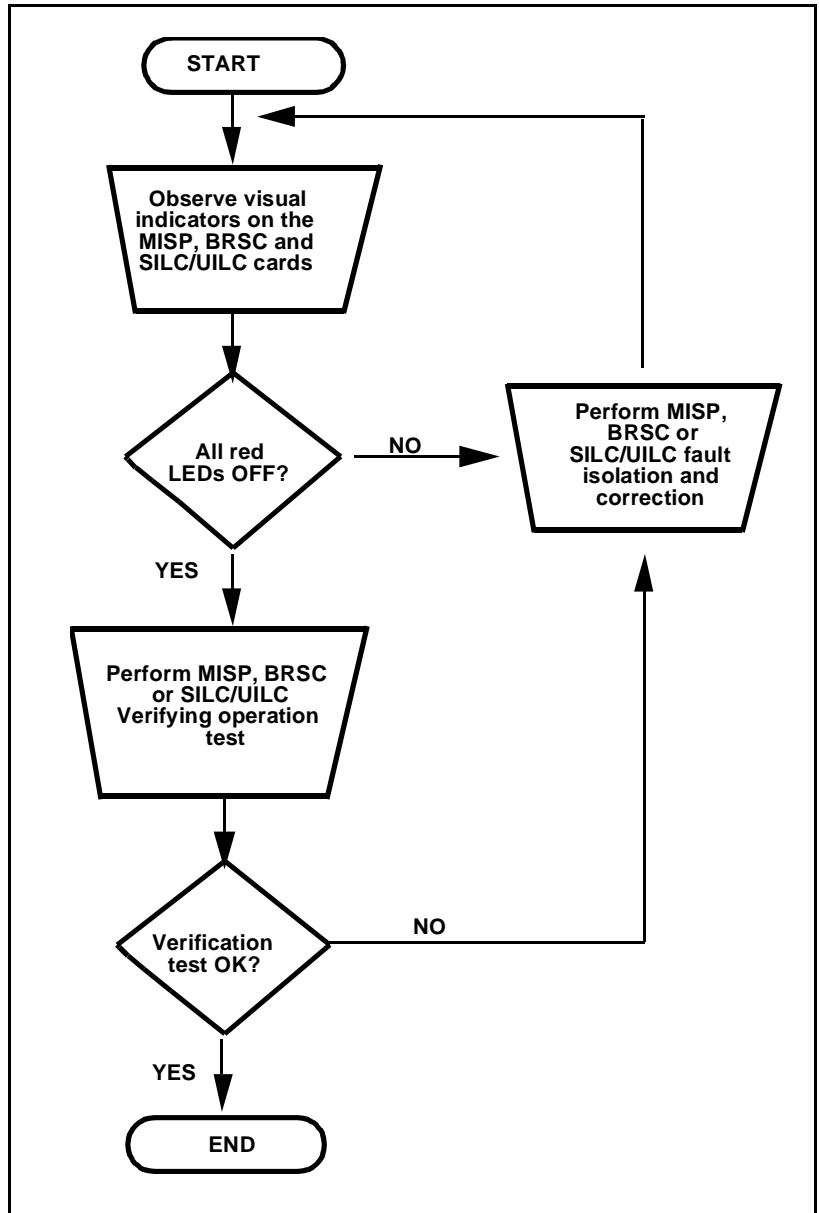 START
Observe visual
indicators on the
MISP, BRSC and
SILC/UILC cards
All red
LEDs OFF?
NO
Perform MISP,
BRSC or
SILC/UILC fault
isolation and
correction
YES
Perform MISP, BRSC
or SILC/UILC
Verifying operation
test
Verification
test OK?
NO
YES
END